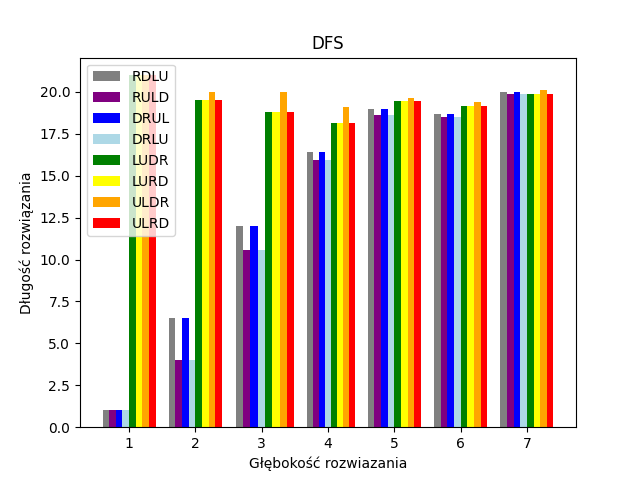 DFS
Długość rozwiązania
20.0
17.5
15.0
12.5
10.0
7.5
5.0
2.5
0.0
RDLU
RULD
DRUL
DRLU
LUDR
LURD
ULDR
ULRD
1 2 3 4 5 6 7
Głębokość rozwiazania